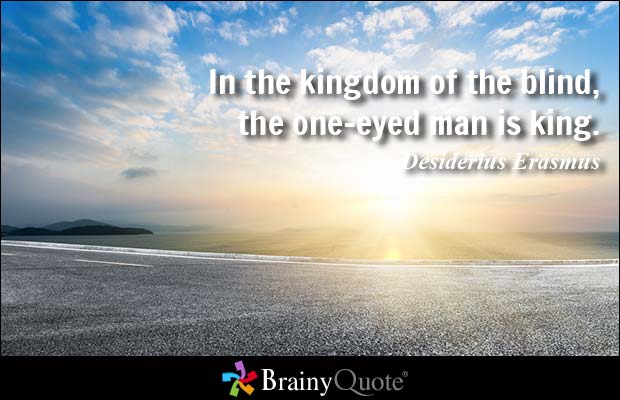 In the kingdom of the blind,
the one-eyed man is king.
Desiderius Erasmus
BrainyQuote®